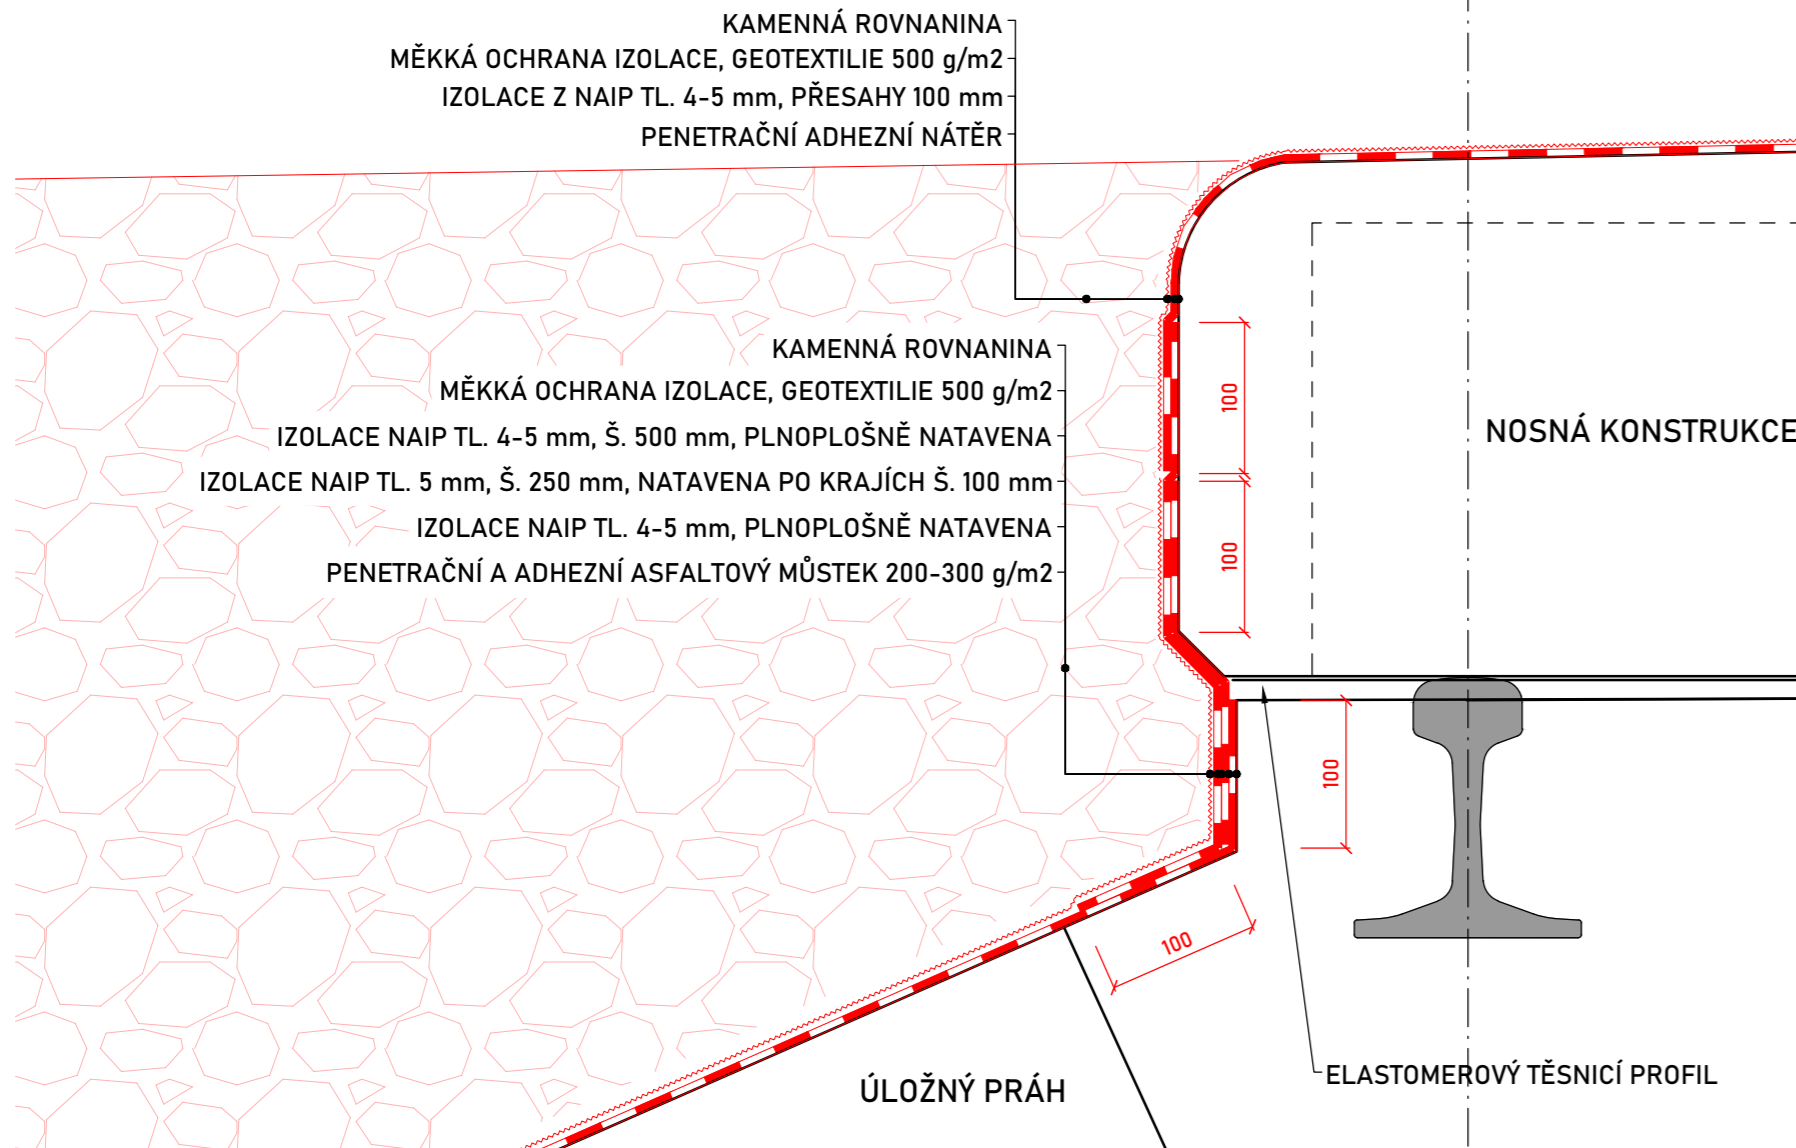 KAMENNÁ ROVNANINA
MĚKKÁ OCHRANA IZOLACE, GEOTEXTILIE 500 g/m2
IZOLACE Z NAIP TL. 4-5 mm, PŘESAHY 100 mm
PENETRAČNÍ ADHEZNÍ NÁTĚR
KAMENNÁ ROVNANINA
MĚKKÁ OCHRANA IZOLACE, GEOTEXTILIE 500 g/m2
IZOLACE NAIP TL. 4-5 mm, Š. 500 mm, PLNOPLOŠNĚ NATAVENA
IZOLACE NAIP TL. 5 mm, Š. 250 mm, NATAVENA PO KRAJÍCH Š. 100 mm
IZOLACE NAIP TL. 4-5 mm, PLNOPLOŠNĚ NATAVENA
PENETRAČNÍ A ADHEZNÍ ASFALTOVÝ MŮSTEK 200-300 g/m2
100
NOSNÁ KONSTRUKCE
100
100
100
ELASTOMEROVÝ TĚSNICÍ PROFIL
ÚLOŽNÝ PRÁH